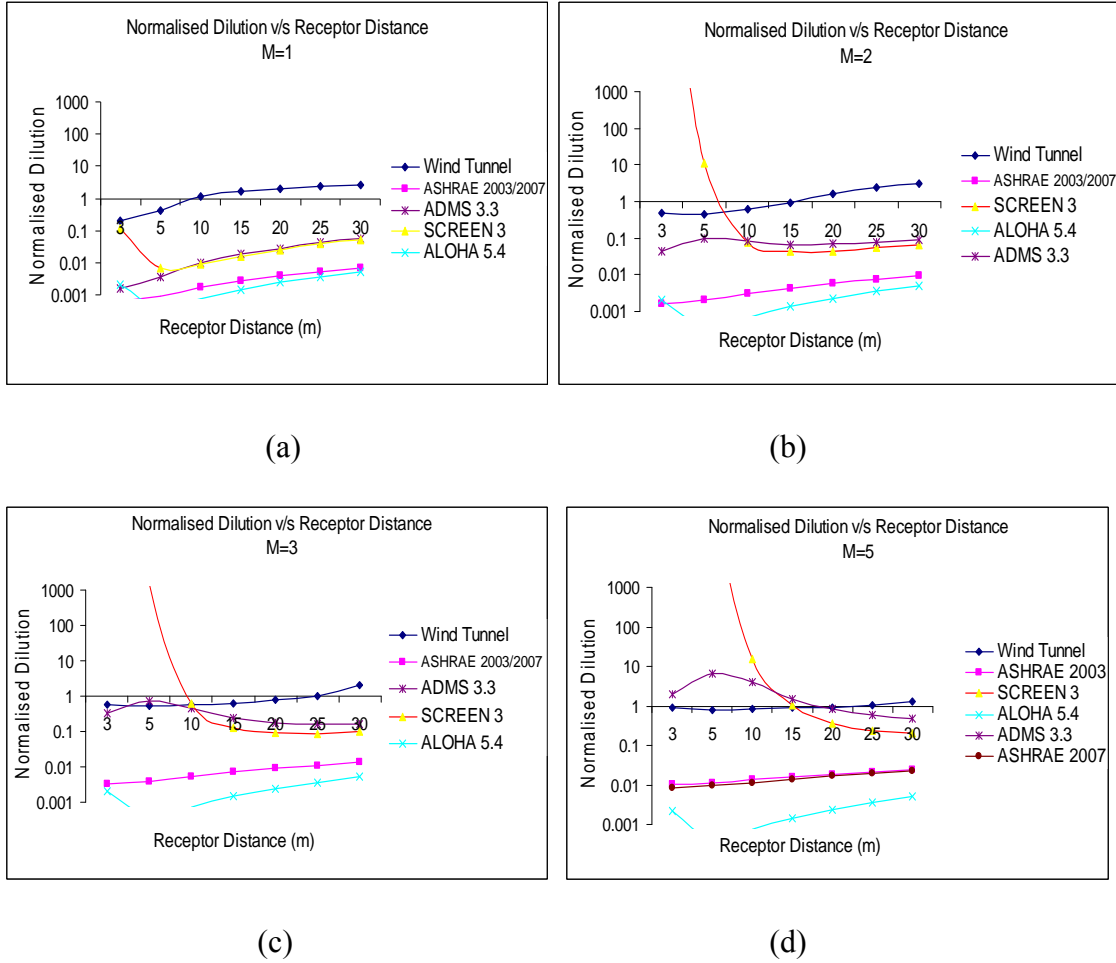 Normalised Dilution v/s Receptor Distance
M=1
Normalised Dilution
1000
100
10
1
0.1
0.01
0.001
3 5 10 15 20 25 30
Receptor Distance (m)
Wind Tunnel
ASHRAE 2003/2007
ADMS 3.3
SCREEN 3
ALOHA 5.4
(a)
Normalised Dilution v/s Receptor Distance
M=2
Normalised Dilution
1000
100
10
1
0.1
0.01
0.001
3 5 10 15 20 25 30
Receptor Distance (m)
Wind Tunnel
ASHRAE 2003/2007
SCREEN 3
ALOHA 5.4
ADMS 3.3
(b)
Normalised Dilution v/s Receptor Distance
M=3
Normalised Dilution
1000
100
10
1
0.1
0.01
0.001
3 5 10 15 20 25 30
Receptor Distance (m)
Wind Tunnel
ASHRAE 2003/2007
ADMS 3.3
SCREEN 3
ALOHA 5.4
(c)
Normalised Dilution v/s Receptor Distance
M=5
Normalised Dilution
1000
100
10
1
0.1
0.01
0.001
3 5 10 15 20 25 30
Receptor Distance (m)
Wind Tunnel
ASHRAE 2003
SCREEN 3
ALOHA 5.4
ADMS 3.3
ASHRAE 2007
(d)